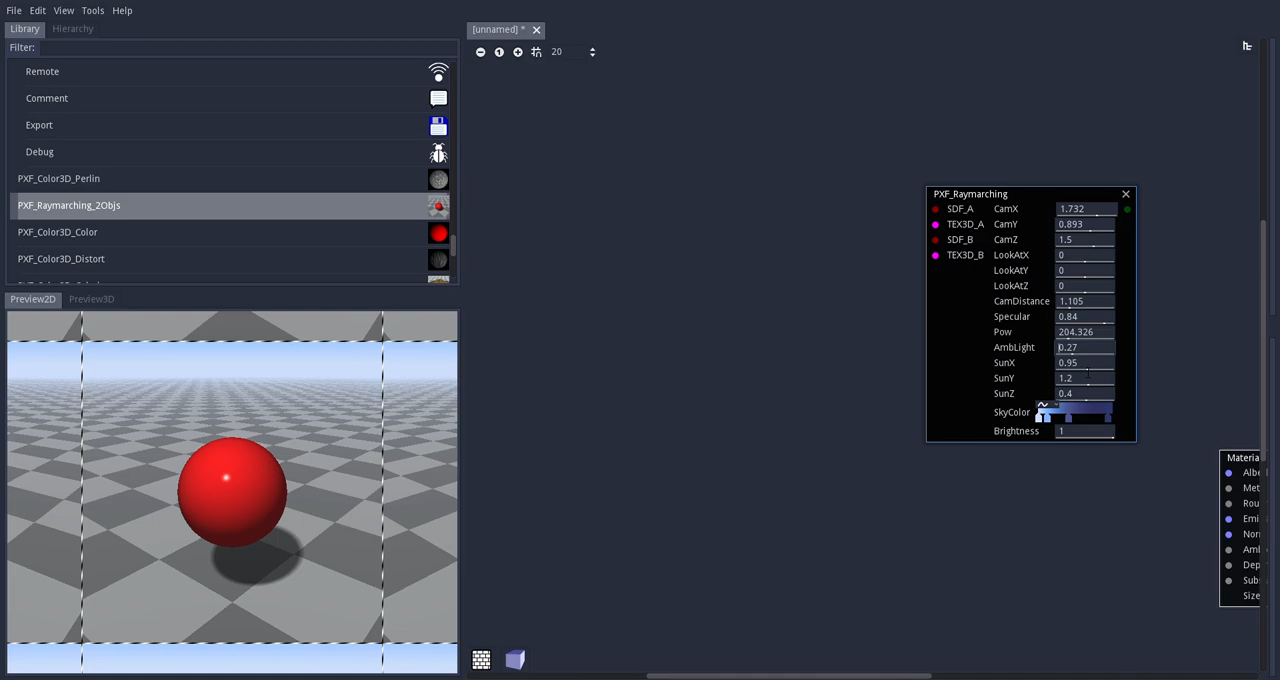 File Edit View Tools Help
Library Hierarchy
Filter:
Remote
Comment
Export
Debug
PXF_Color3D_Perlin
PXF_Raymarching_2Objs
PXF_Color3D_Color
PXF_Color3D_Distort
Preview2D Preview3D
[unnamed] *
20
PXF_Raymarching
SDF_A CamX 1.732
TEX3D_A CamY 0.893
SDF_B CamZ 1.5
TEX3D_B LookAtX 0
LookAtY 0
LookAtZ 0
CamDistance 1.105
Specular 0.84
Pow 204.326
AmbLight 0.27
SunX 0.95
SunY 1.2
SunZ 0.4
SkyColor
Brightness 1
Materia
Albe
Met
Rou
Emi
Nor
Aml
Dep
Sub
Size